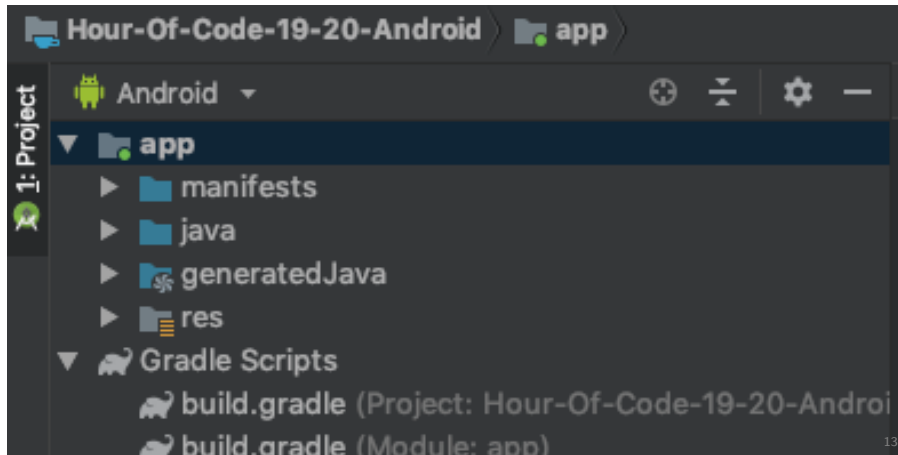 Hour-Of-Code-19-20-Android app
1: Project
Android
app
manifests
java
generatedJava
res
Gradle Scripts
build.gradle (Project: Hour-Of-Code-19-20-Androi
build.gradle (Module: app)
13